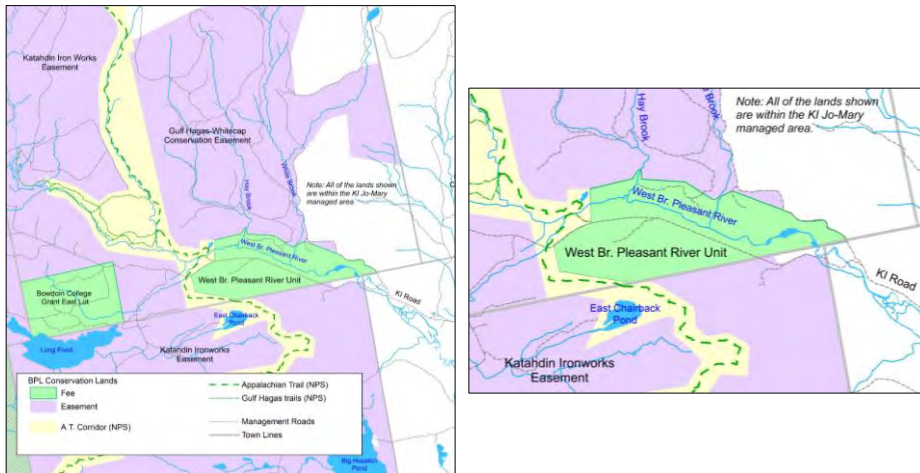 Katahdin Iron Works
Easement
Gulf Hagas-Whitecap
Conservation Easement
Hay Brook
White Brook
Note: All of the lands shown
are within the KI Jo-Mary
managed area.
West Br. Pleasant River
West Br. Pleasant River Unit
Bowdoin College
Grant East Lot
KI Road
East Chairback
Pond
Long Pond
Katahdin Ironworks
Easement
BPL Conservation Lands
Fee
Easement
A.T. Corridor (NPS)
Appalachian Trail (NPS)
Gulf Hagas trails (NPS)
Management Roads
Town Lines
Big Houston
Pond
Hay Brook
Brook
Note: All of the lands shown
are within the KI Jo-Mary
managed area.
West Br. Pleasant River
West Br. Pleasant River Unit
KI Road
East Chairback
Pond
Katahdin Ironworks
Easement